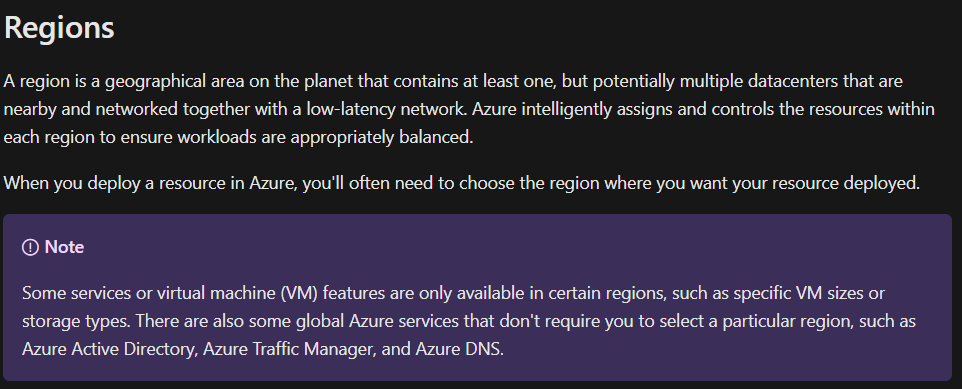 Regions
A region is a geographical area on the planet that contains at least one, but potentially multiple datacenters that are
nearby and networked together with a low-latency network. Azure intelligently assigns and controls the resources within
each region to ensure workloads are appropriately balanced.
When you deploy a resource in Azure, you'll often need to choose the region where you want your resource deployed.
Note
Some services or virtual machine (VM) features are only available in certain regions, such as specific VM sizes or
storage types. There are also some global Azure services that don't require you to select a particular region, such as
Azure Active Directory, Azure Traffic Manager, and Azure DNS.